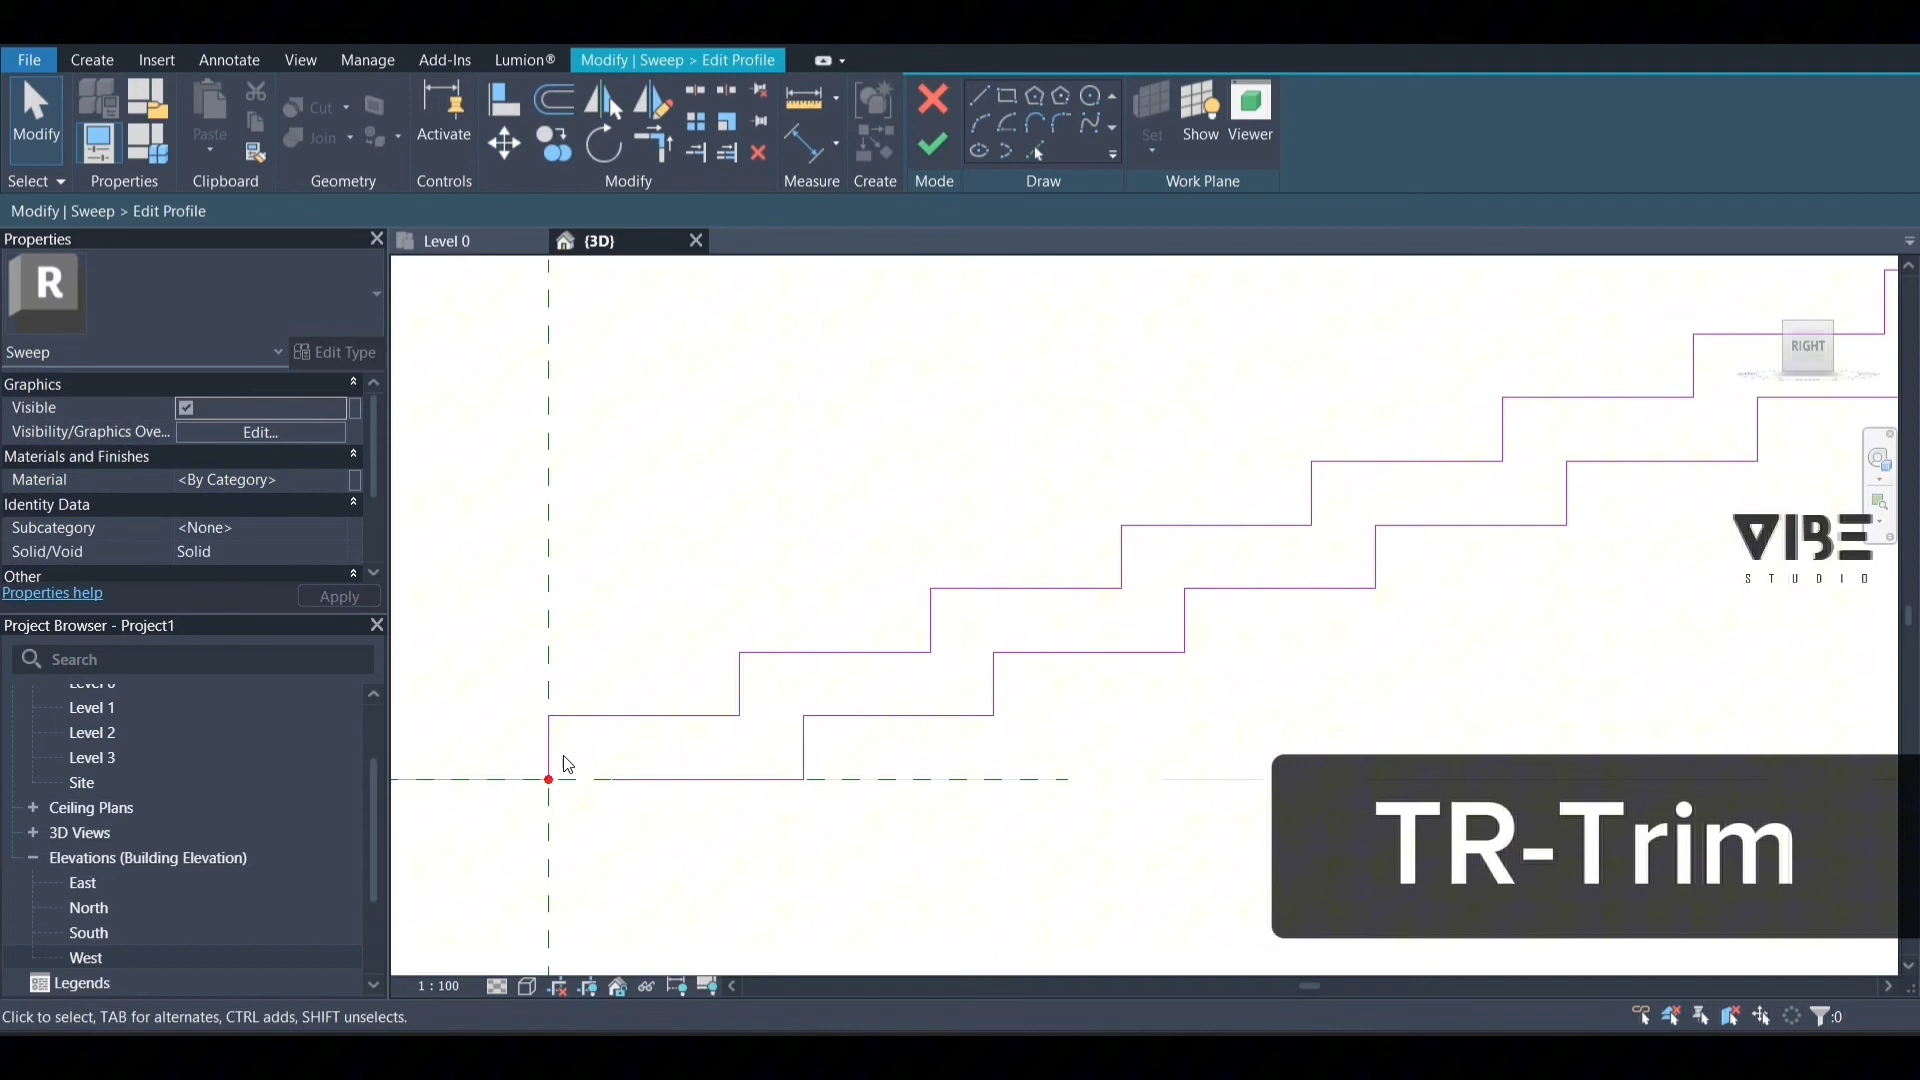 File Create Insert Annotate View Manage Add-Ins Lumion® Modify | Sweep > Edit Profile
Modify Paste Cut Join Activate Set Show Viewer
Select Properties Clipboard Geometry Controls Modify Measure Create Mode Draw Work Plane
Modify | Sweep > Edit Profile
Properties
Level 0 {3D}
R
Sweep Edit Type
Graphics
Visible
Visibility/Graphics Ove... Edit...
Materials and Finishes
Material <By Category>
Identity Data
Subcategory <None>
Solid/Void Solid
Other
Properties help Apply
RIGHT
VIBE
STUDIO
Project Browser - Project1
Search
Level 0
Level 1
Level 2
Level 3
Site
Ceiling Plans
3D Views
Elevations (Building Elevation)
East
North
South
West
Legends
TR-Trim
1 : 100
Click to select, TAB for alternates, CTRL adds, SHIFT unselects.
:0